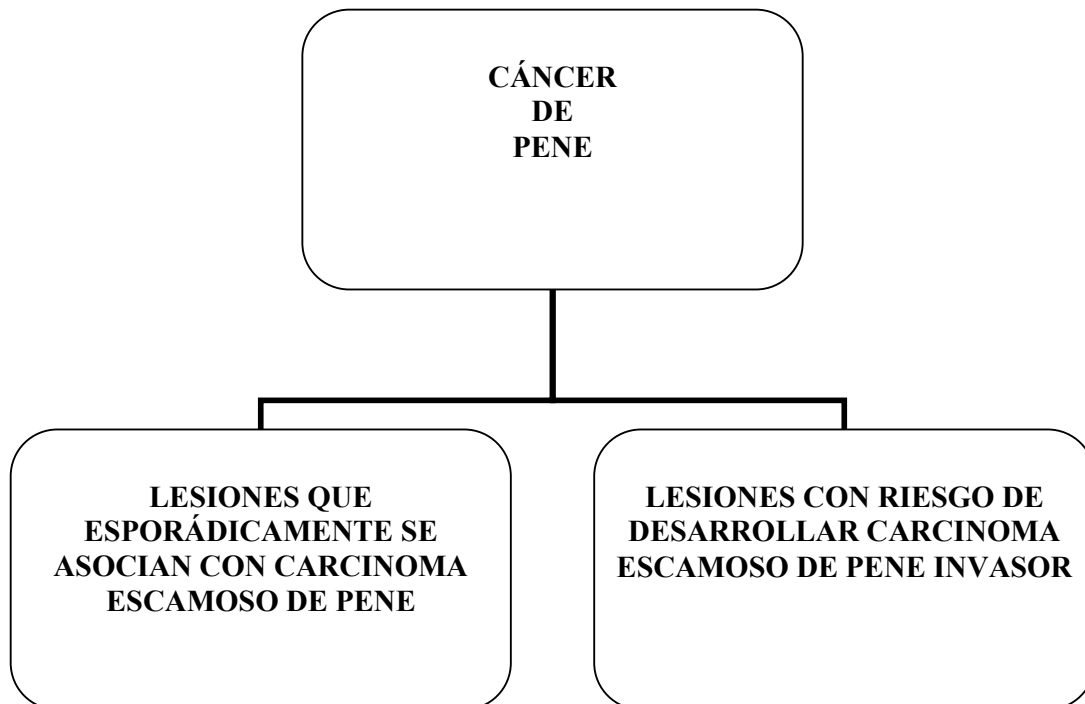 CÁNCER
DE
PENE
LESIONES QUE
ESPORÁDICAMENTE SE
ASOCIAN CON CARCINOMA
ESCAMOSO DE PENE
LESIONES CON RIESGO DE
DESARROLLAR CARCINOMA
ESCAMOSO DE PENE INVASOR